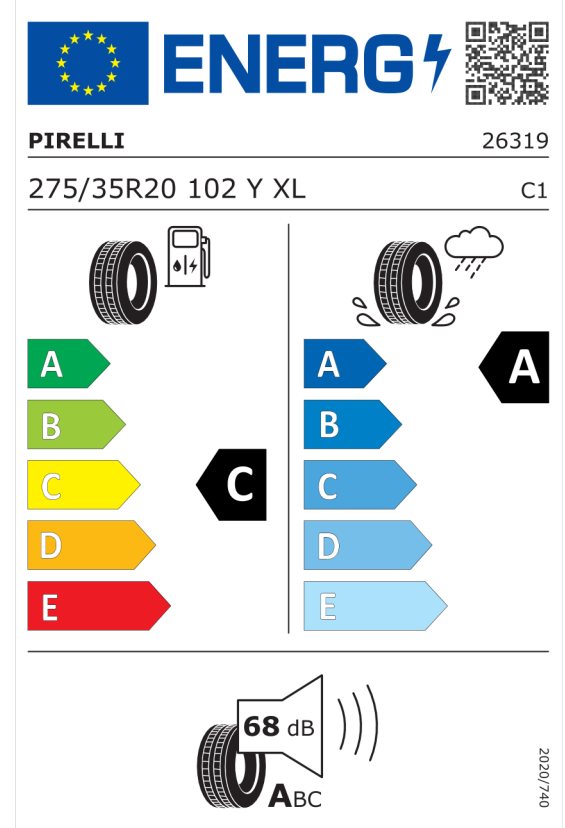 ENERG
PIRELLI 26319
275/35R20 102 Y XL C1
A A A
B B
C C C
D D
E E
68 dB
ABC
2020/740